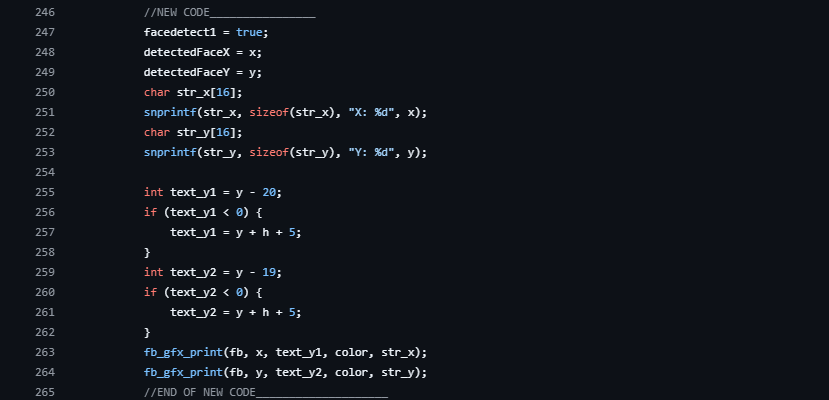 246 //NEW CODE________________
247 facedetect1 = true;
248 detectedFaceX = x;
249 detectedFaceY = y;
250 char str_x[16];
251 snprintf(str_x, sizeof(str_x), "X: %d", x);
252 char str_y[16];
253 snprintf(str_y, sizeof(str_y), "Y: %d", y);
254
255 int text_y1 = y - 20;
256 if (text_y1 < 0) {
257 text_y1 = y + h + 5;
258 }
259 int text_y2 = y - 19;
260 if (text_y2 < 0) {
261 text_y2 = y + h + 5;
262 }
263 fb_gfx_print(fb, x, text_y1, color, str_x);
264 fb_gfx_print(fb, y, text_y2, color, str_y);
265 //END OF NEW CODE____________________